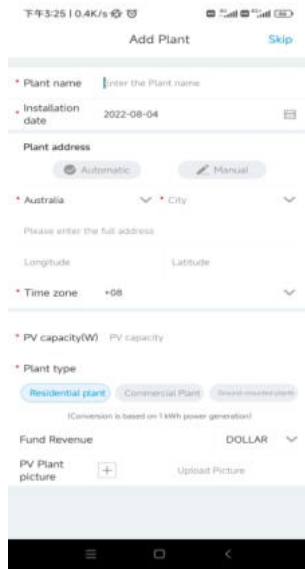 下午3:25 | 0.4K/s
Add Plant
Skip
* Plant name Enter the Plant name
* Installation date 2022-08-04
Plant address
Automatic Manual
* Australia * City
Please enter the full address
Longitude Latitude
* Time zone +08
* PV capacity(W) PV capacity
* Plant type
Residential plant Commercial Plant Ground-mounted plants
(Conversion is based on 1 kWh power generation)
Fund Revenue DOLLAR
PV Plant picture Upload Picture